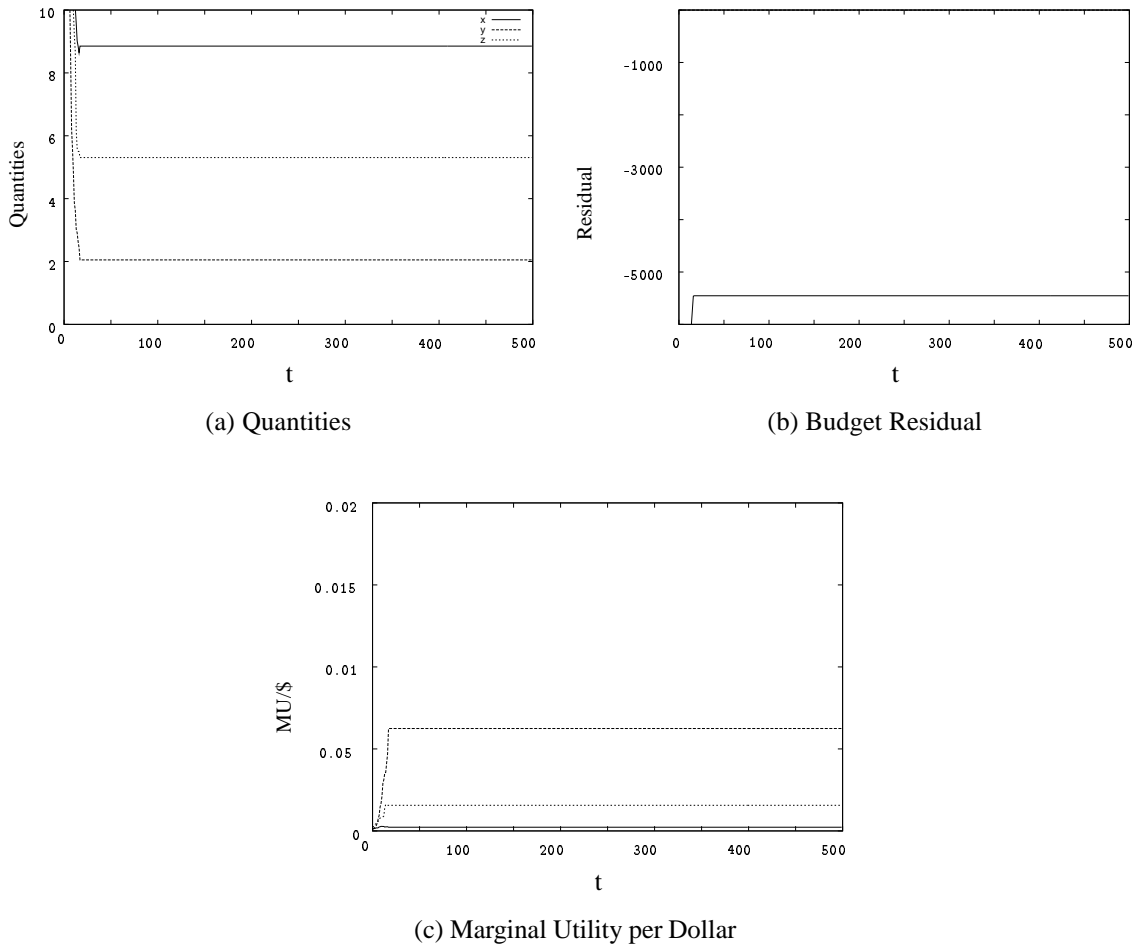 10
8
6
4
2
0
Quantities
x
y
z
0 100 200 300 400 500
t
(a) Quantities
-1000
-3000
-5000
Residual
0 100 200 300 400 500
t
(b) Budget Residual
0.02
0.015
0.01
0.05
0
MU/$
0 100 200 300 400 500
t
(c) Marginal Utility per Dollar